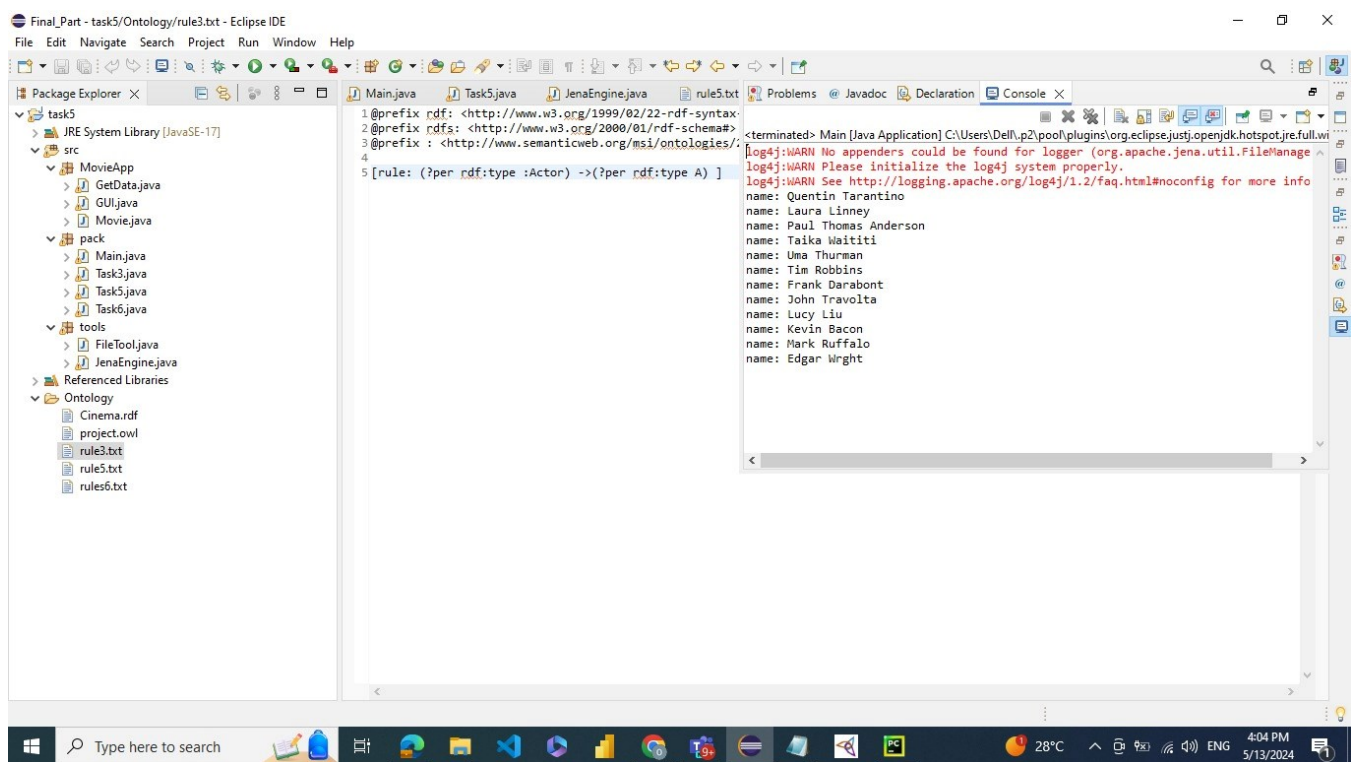 Final_Part - task5/Ontology/rule3.txt - Eclipse IDE
File Edit Navigate Search Project Run Window Help
Package Explorer
task5
JRE System Library [JavaSE-17]
src
MovieApp
GetData.java
GUI.java
Movie.java
pack
Main.java
Task3.java
Task5.java
Task6.java
tools
FileTool.java
JenaEngine.java
Referenced Libraries
Ontology
Cinema.rdf
project.owl
rule3.txt
rule5.txt
rules6.txt
Main.java Task5.java JenaEngine.java rule5.txt
1 @prefix rdf: <http://www.w3.org/1999/02/22-rdf-syntax-
2 @prefix rdfs: <http://www.w3.org/2000/01/rdf-schema#>
3 @prefix : <http://www.semanticweb.org/msi/ontologies/2
4
5 [rule: (?per rdf:type :Actor) ->(?per rdf:type A) ]
Problems @ Javadoc Declaration Console
<terminated> Main [Java Application] C:\Users\Dell\.p2\pool\plugins\org.eclipse.justj.openjdk.hotspot.jre.full.wi
log4j:WARN No appenders could be found for logger (org.apache.jena.util.FileManage
log4j:WARN Please initialize the log4j system properly.
log4j:WARN See http://logging.apache.org/log4j/1.2/faq.html#noconfig for more info
name: Quentin Tarantino
name: Laura Linney
name: Paul Thomas Anderson
name: Taika Waititi
name: Uma Thurman
name: Tim Robbins
name: Frank Darabont
name: John Travolta
name: Lucy Liu
name: Kevin Bacon
name: Mark Ruffalo
name: Edgar Wrght
Type here to search
T9+
PC
1
28°C
ENG
4:04 PM
5/13/2024
1